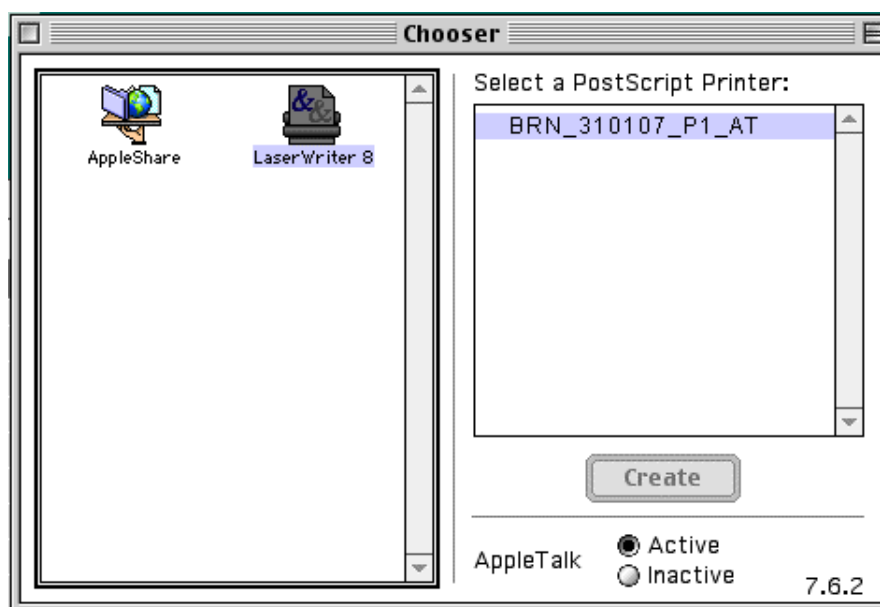 Chooser
AppleShare
LaserWriter 8
Select a PostScript Printer:
BRN_310107_P1_AT
Create
AppleTalk
Active
Inactive
7.6.2